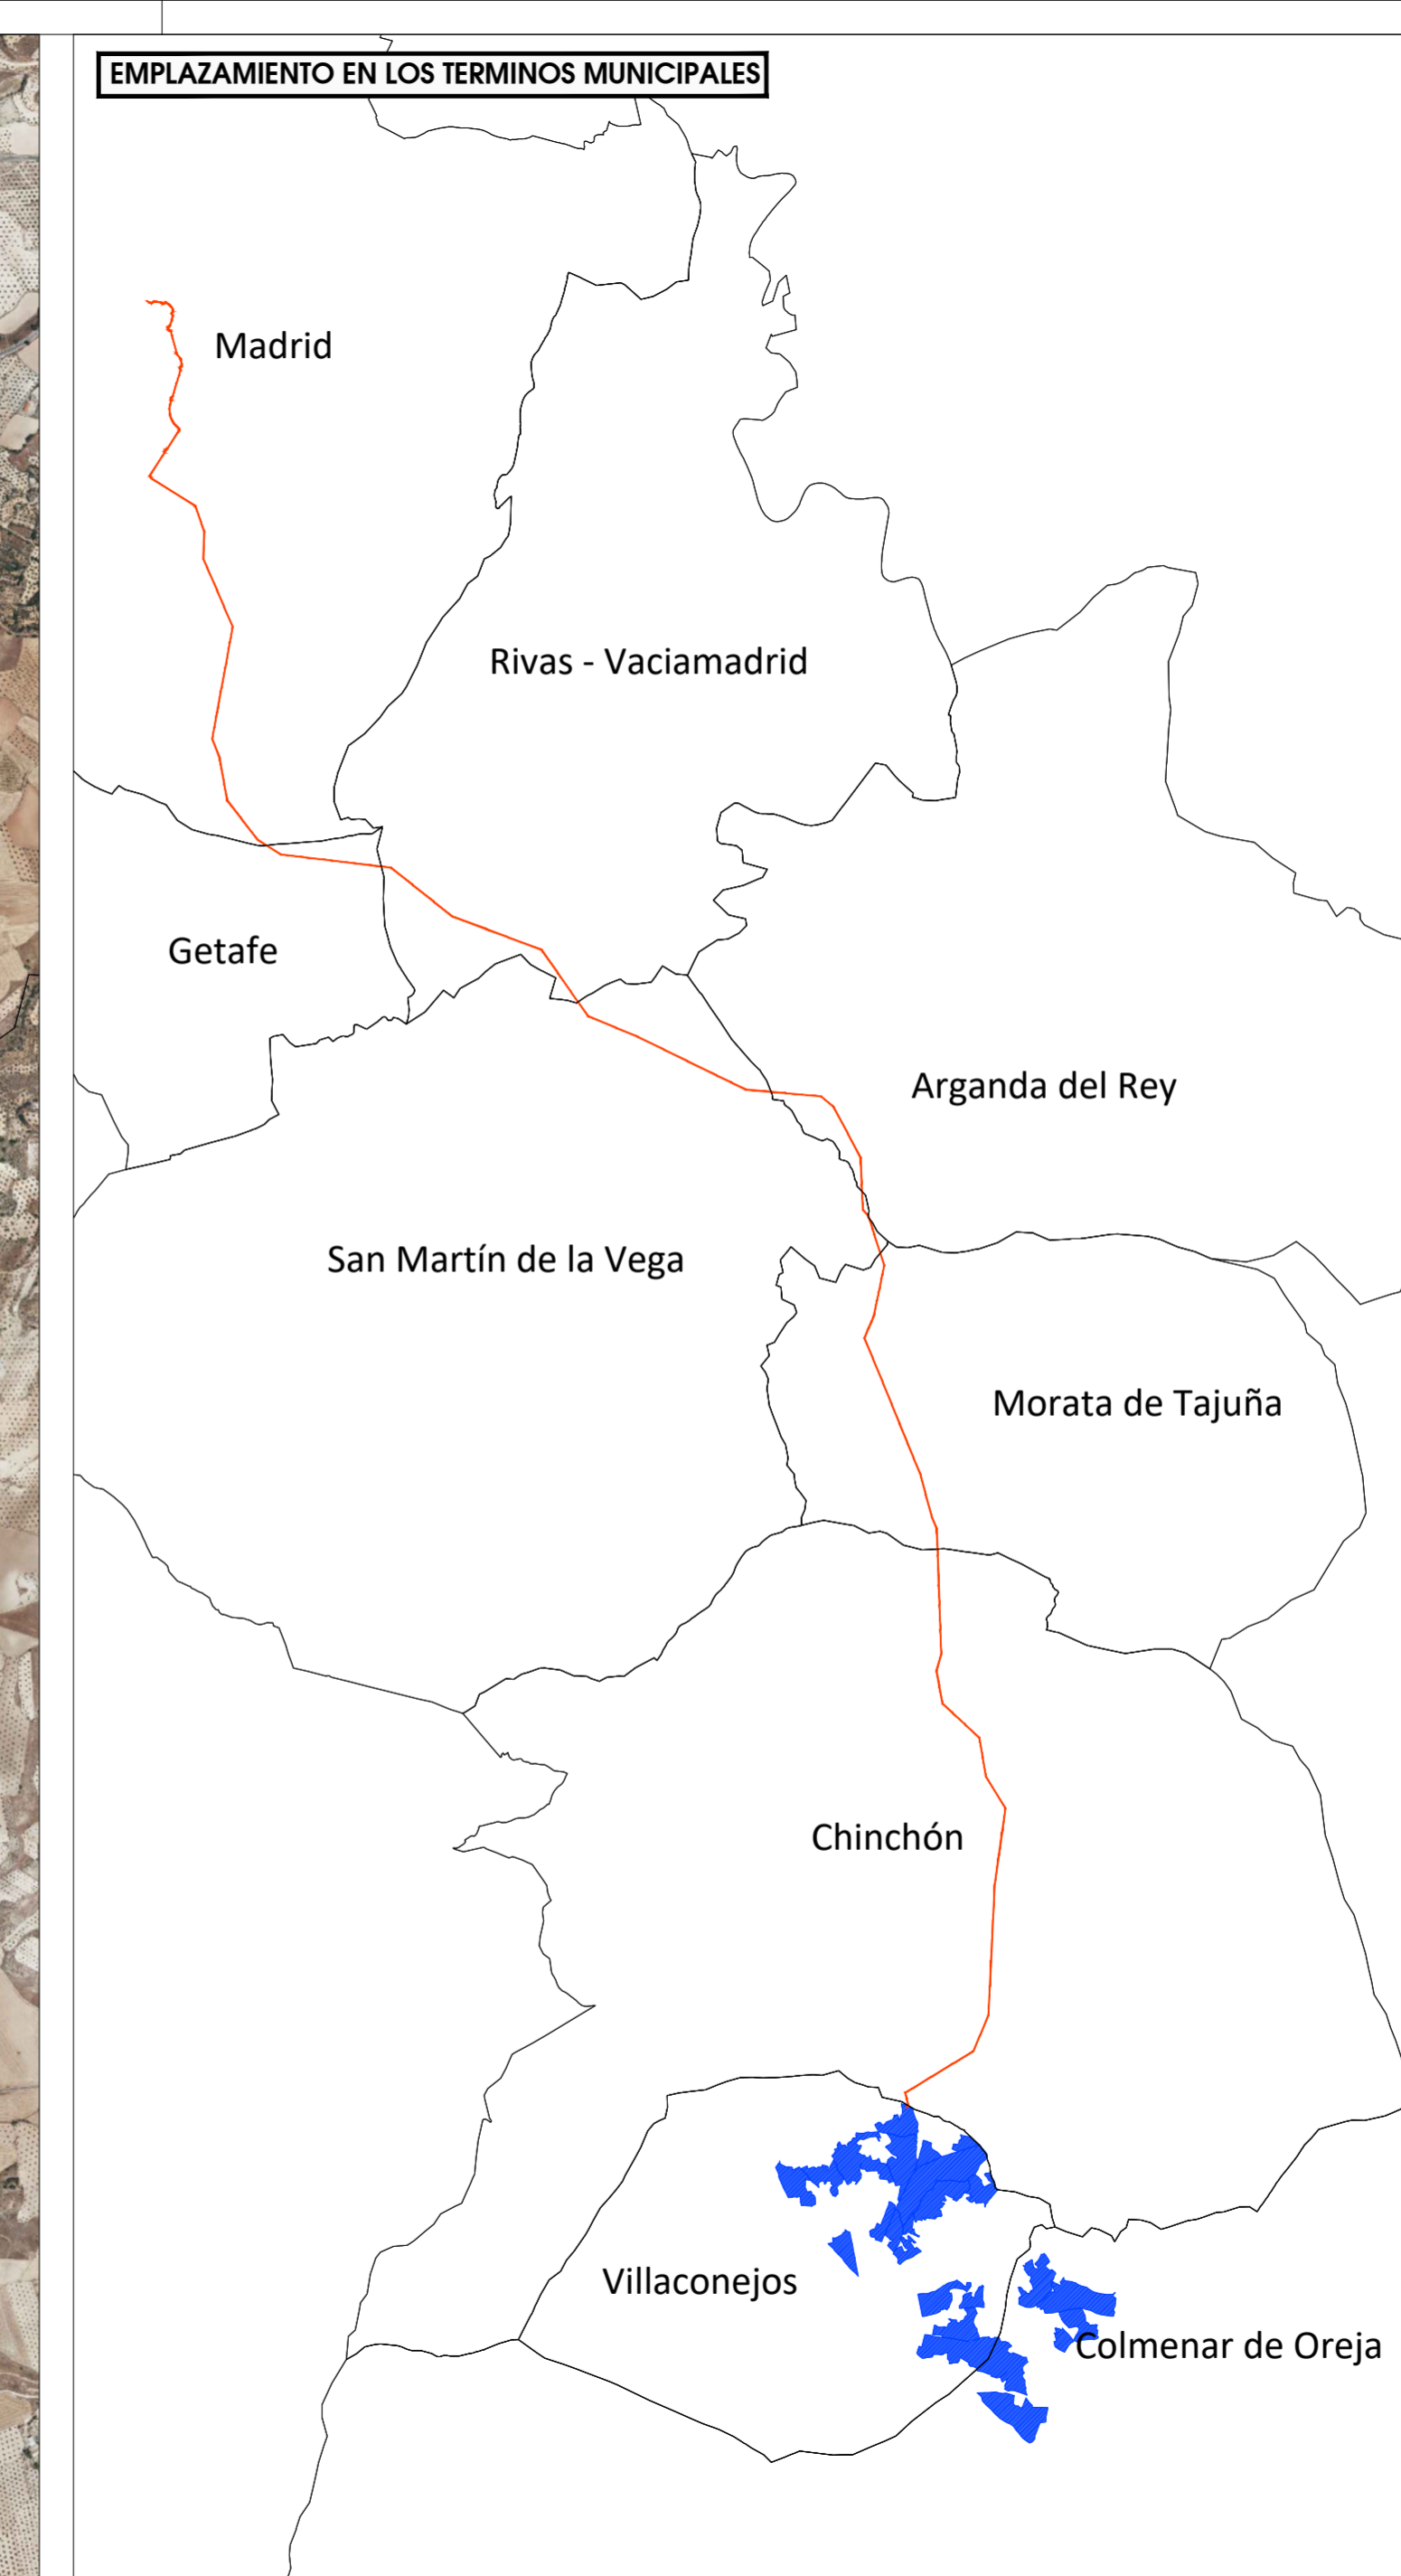 EMPLAZAMIENTO EN LOS TERMINOS MUNICIPALES
Madrid
Rivas - Vaciamadrid
Getafe
Arganda del Rey
San Martín de la Vega
Morata de Tajuña
Chinchón
Villaconejos
Colmenar de Oreja